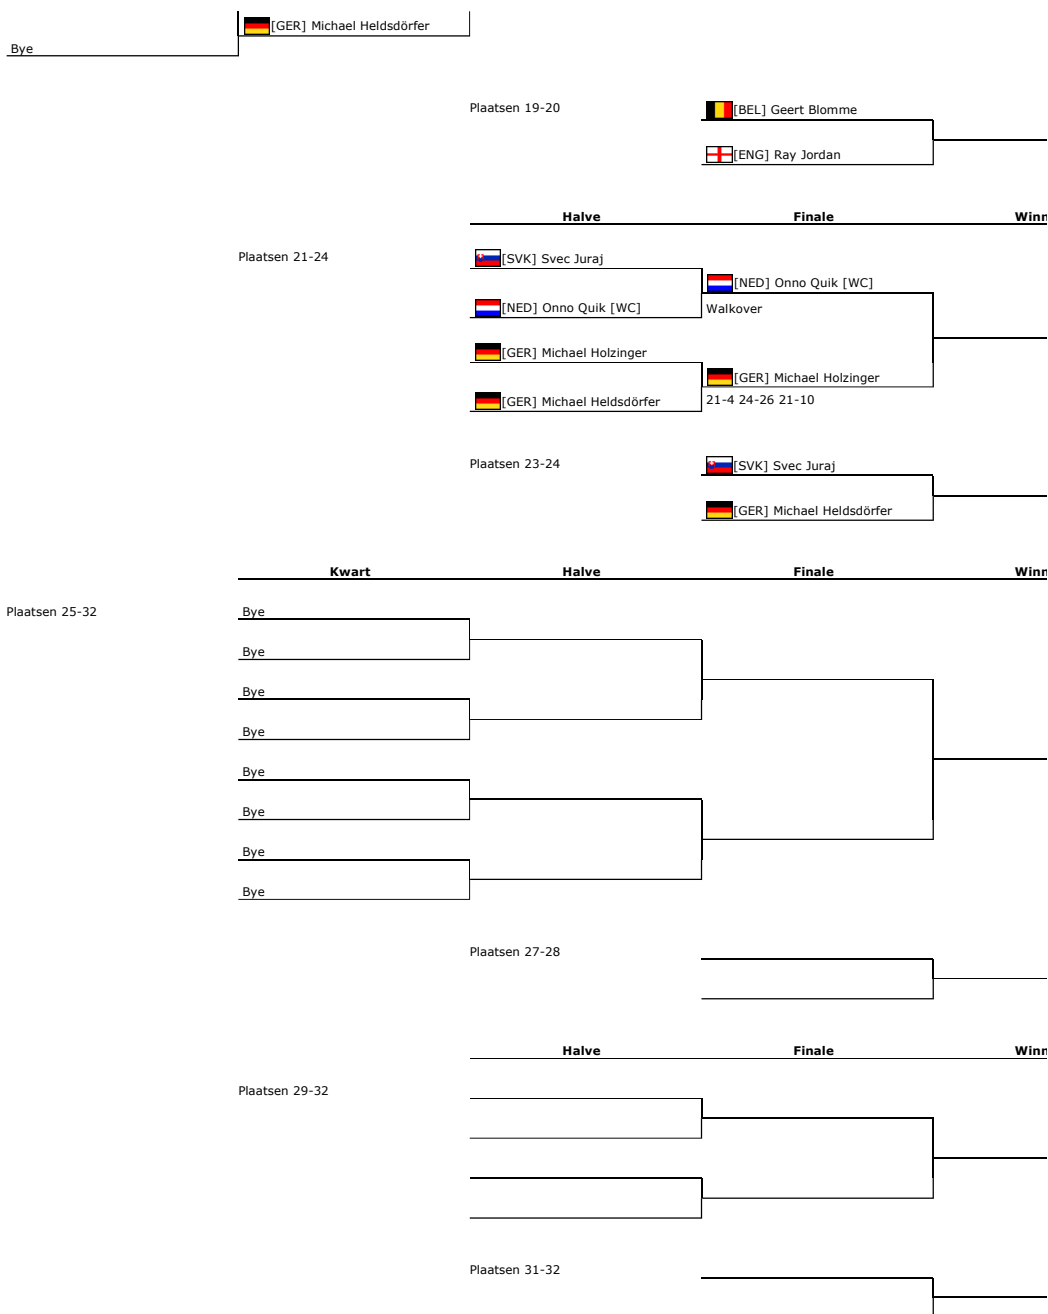 [GER] Michael Heldsdörfer
Bye
Plaatsen 19-20
[BEL] Geert Blomme
[ENG] Ray Jordan
Halve Finale Winn
Plaatsen 21-24
[SVK] Svec Juraj
[NED] Onno Quik [WC]
[NED] Onno Quik [WC]
Walkover
[GER] Michael Holzinger
[GER] Michael Holzinger
[GER] Michael Heldsdörfer
21-4 24-26 21-10
Plaatsen 23-24
[SVK] Svec Juraj
[GER] Michael Heldsdörfer
Kwart Halve Finale Winn
Plaatsen 25-32
Bye
Bye
Bye
Bye
Bye
Bye
Bye
Bye
Plaatsen 27-28
Halve Finale Winn
Plaatsen 29-32
Plaatsen 31-32